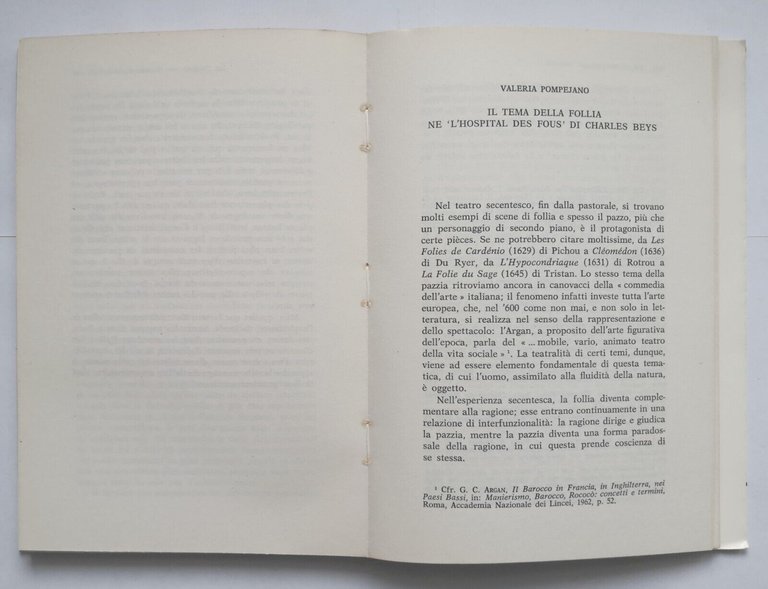 VALERIA POMPEJANO
IL TEMA DELLA FOLLIA
NE 'L'HOSPITAL DES FOUS' DI CHARLES BEYS
Nel teatro secentesco, fin dalla pastorale, si trovano
molti esempi di scene di follia e spesso il pazzo, più che
un personaggio di secondo piano, è il protagonista di
certe pièces. Se ne potrebbero citare moltissime, da Les
Folies de Cardénio (1629) di Pichou a Cléomédon (1636)
di Du Ryer, da L'Hypocondriaque (1631) di Rotrou a
La Folie du Sage (1645) di Tristan. Lo stesso tema della
pazzia ritroviamo ancora in canovacci della « commedia
dell'arte » italiana; il fenomeno infatti investe tutta l'arte
europea, che, nel '600 come non mai, e non solo in let-
teratura, si realizza nel senso della rappresentazione e
dello spettacolo: l'Argan, a proposito dell'arte figurativa
dell'epoca, parla del « ... mobile, vario, animato teatro
della vita sociale » ¹. La teatralità di certi temi, dunque,
viene ad essere elemento fondamentale di questa tema-
tica, di cui l'uomo, assimilato alla fluidità della natura,
è oggetto.
Nell'esperienza secentesca, la follia diventa comple-
mentare alla ragione; esse entrano continuamente in una
relazione di interfunzionalità: la ragione dirige e giudica
la pazzia, mentre la pazzia diventa una forma parados-
sale della ragione, in cui questa prende coscienza di
se stessa.
¹ Cfr. G. C. ARGAN, Il Barocco in Francia, in Inghilterra, nei
Paesi Bassi, in: Manierismo, Barocco, Rococò: concetti e termini,
Roma, Accademia Nazionale dei Lincei, 1962, p. 52.